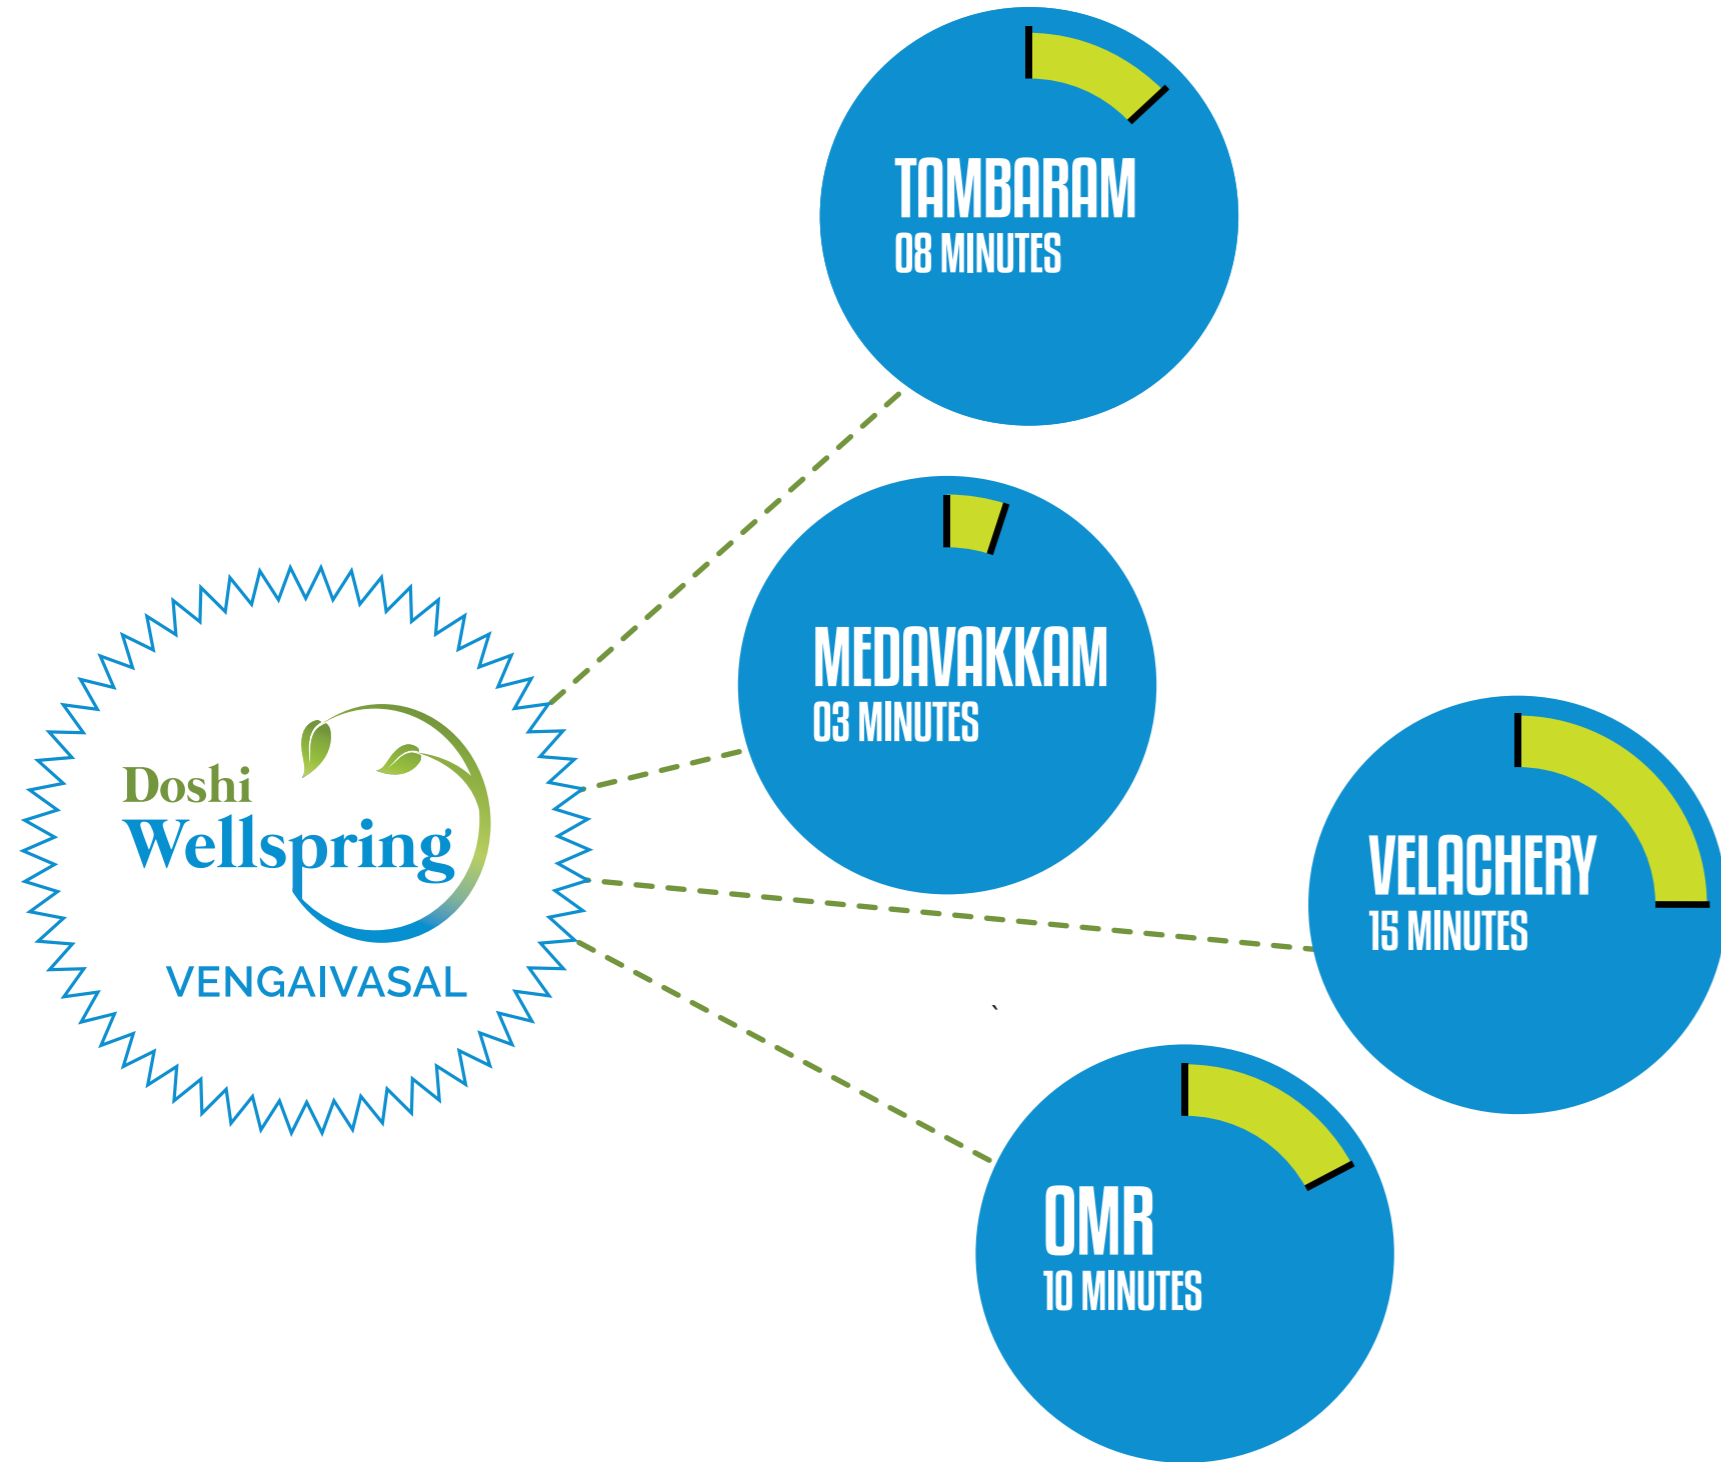 TAMBARAM
08 MINUTES
MEDAVAKKAM
03 MINUTES
Doshi
Wellspring
VENGAIVASAL
VELACHERY
15 MINUTES
`
OMR
10 MINUTES